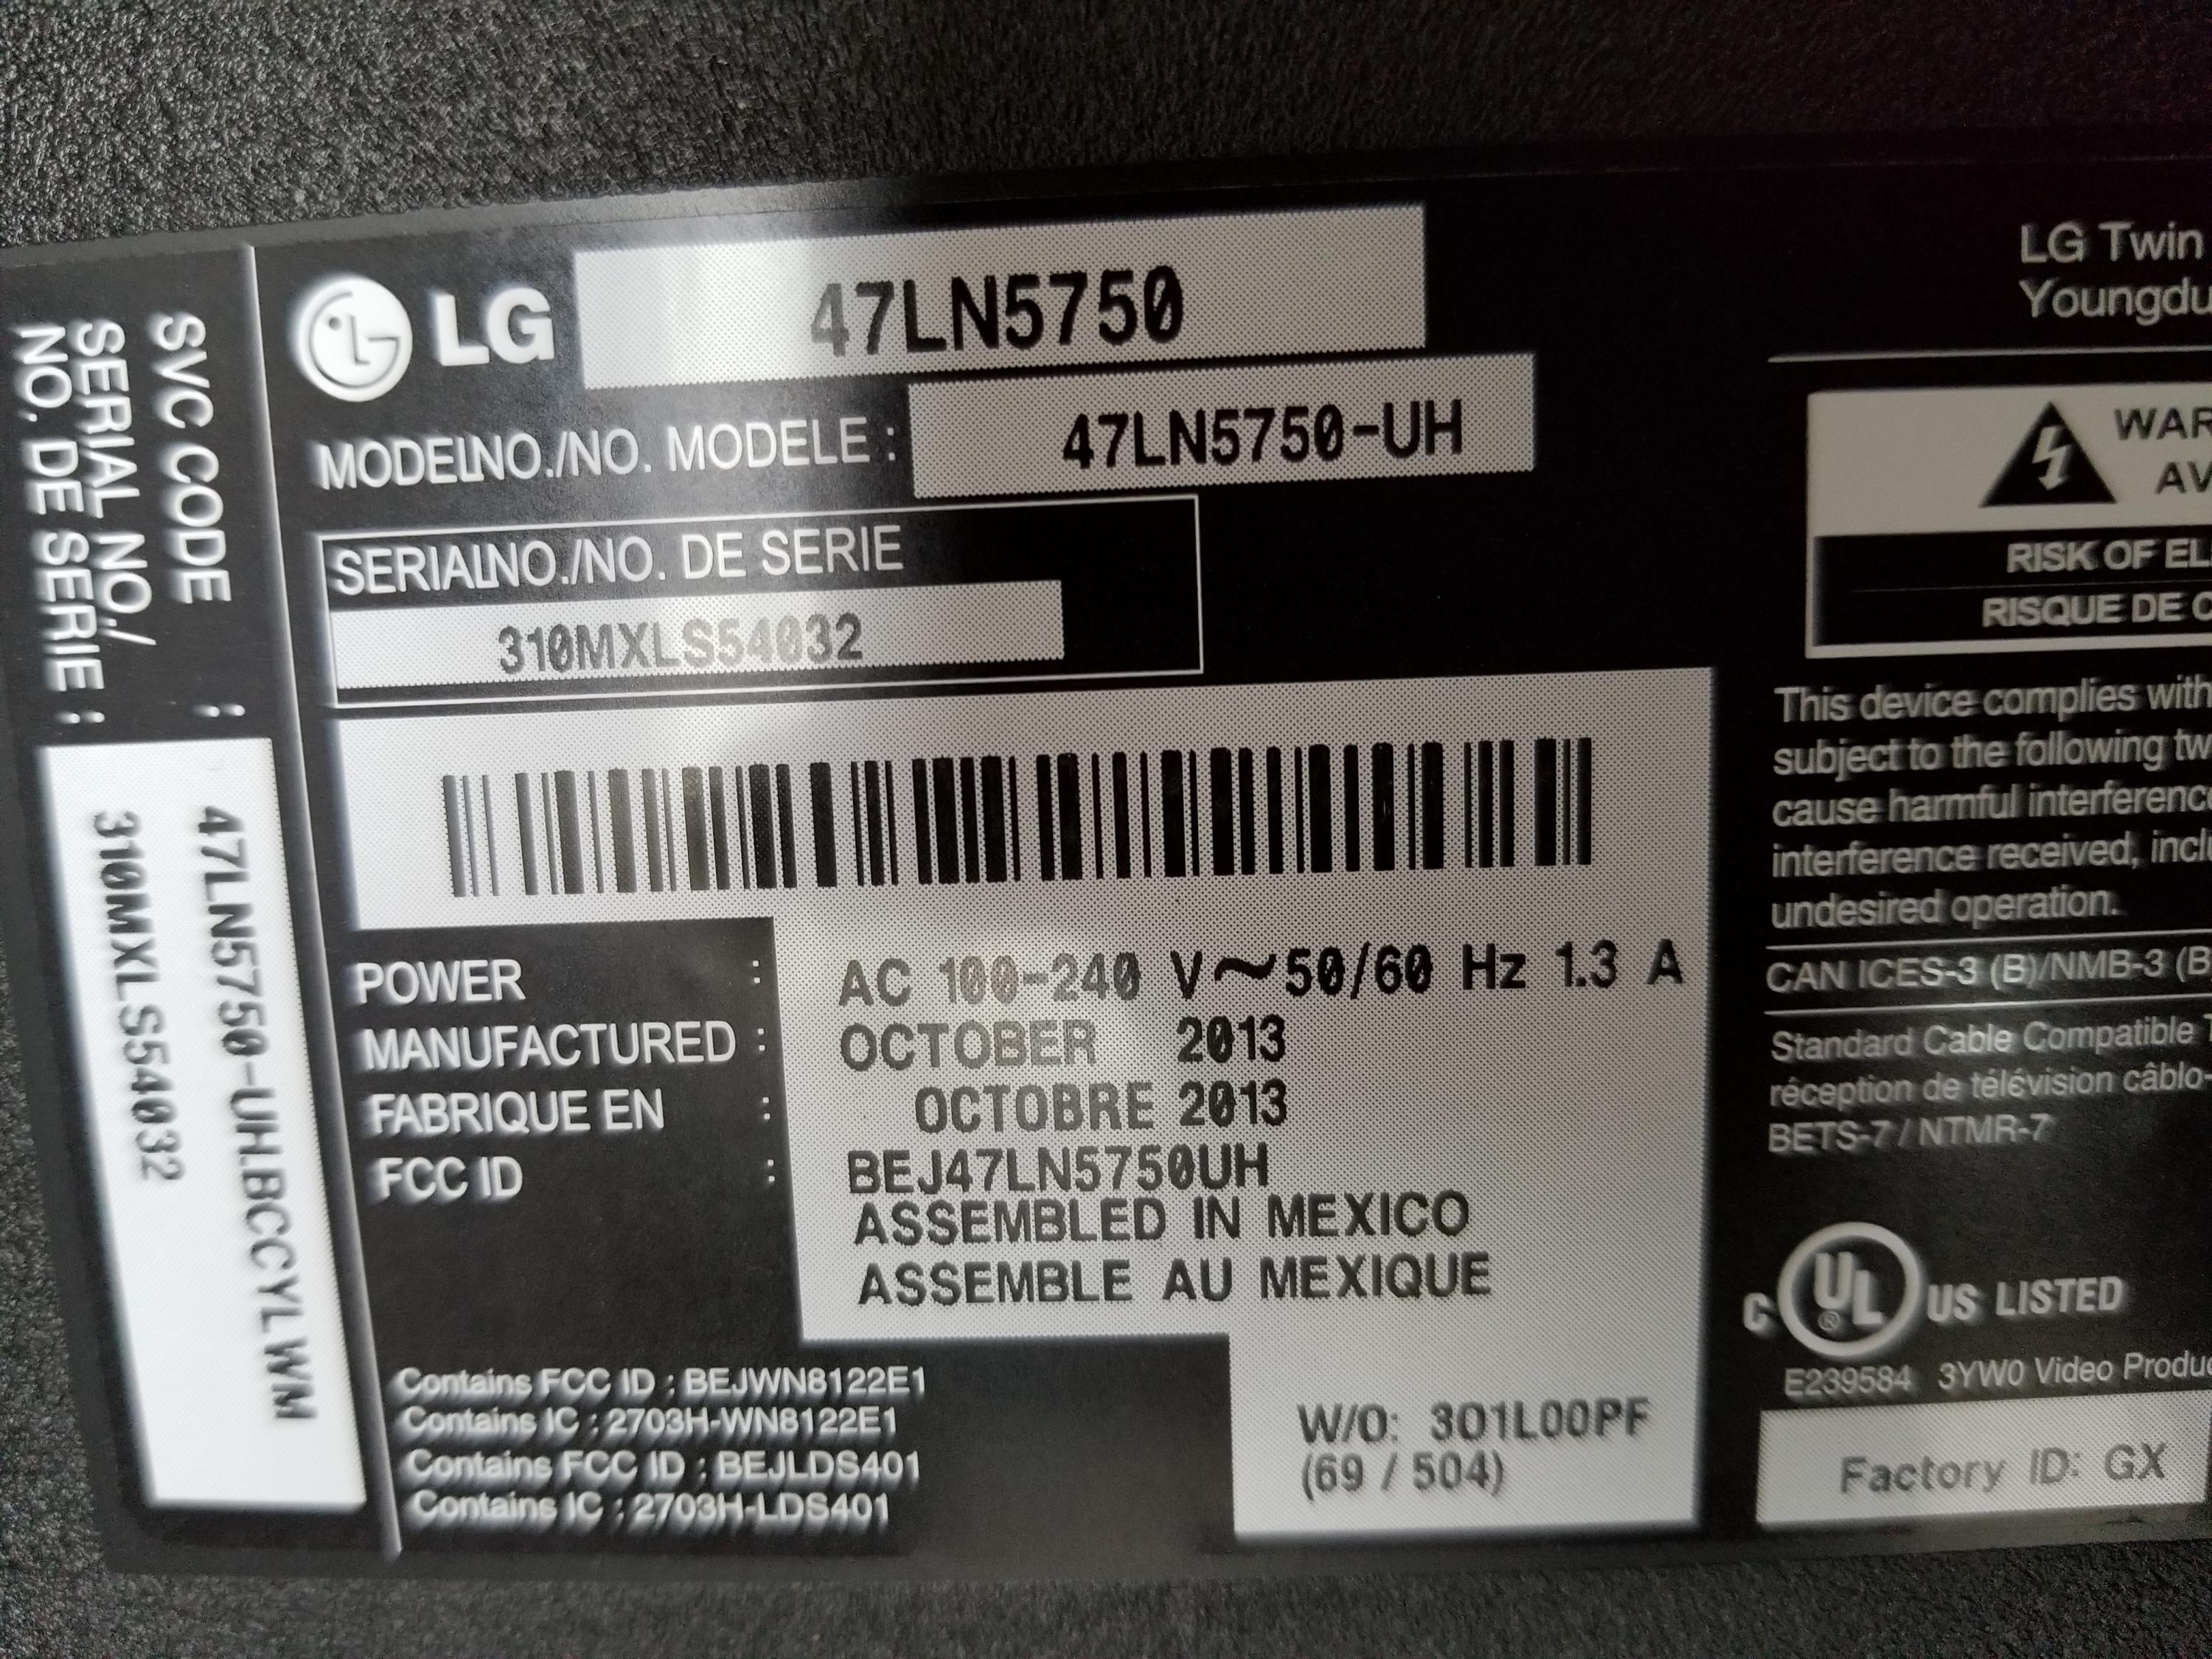 SVC CODE : 47LN5750-UH.BCCYLWM
SERIAL NO./
NO. DE SERIE : 310MXLS54032
LG 47LN5750
MODELNO./NO. MODELE : 47LN5750-UH
SERIALNO./NO. DE SERIE
310MXLS54032
POWER : AC 100-240 V~50/60 Hz 1.3 A
MANUFACTURED : OCTOBER 2013
FABRIQUE EN : OCTOBRE 2013
FCC ID : BEJ47LN5750UH
ASSEMBLED IN MEXICO
ASSEMBLE AU MEXIQUE
Contains FCC ID : BEJWN8122E1
Contains IC : 2703H-WN8122E1
Contains FCC ID : BEJLDS401
Contains IC : 2703H-LDS401
W/O: 301L00PF
(69 / 504)
LG Twin
Youngdu
WAR
AV
RISK OF EL
RISQUE DE C
This device complies with
subject to the following tw
cause harmful interference
interference received, incl
undesired operation.
CAN ICES-3 (B)/NMB-3 (B
Standard Cable Compatible T
réception de télévision câblo-
BETS-7 / NTMR-7
C UL ® US LISTED
E239584 3YW0 Video Produc
Factory ID: GX